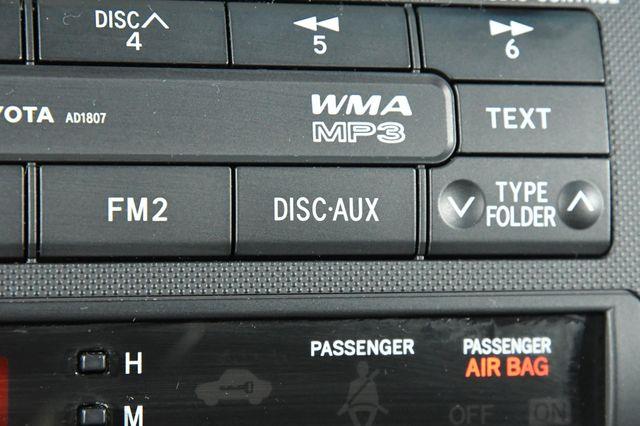 DISC
4
5
6
YOTA AD1807
WMA
MP3
TEXT
FM2
DISC·AUX
TYPE
FOLDER
PASSENGER
PASSENGER
AIR BAG
H
M
OFF ON